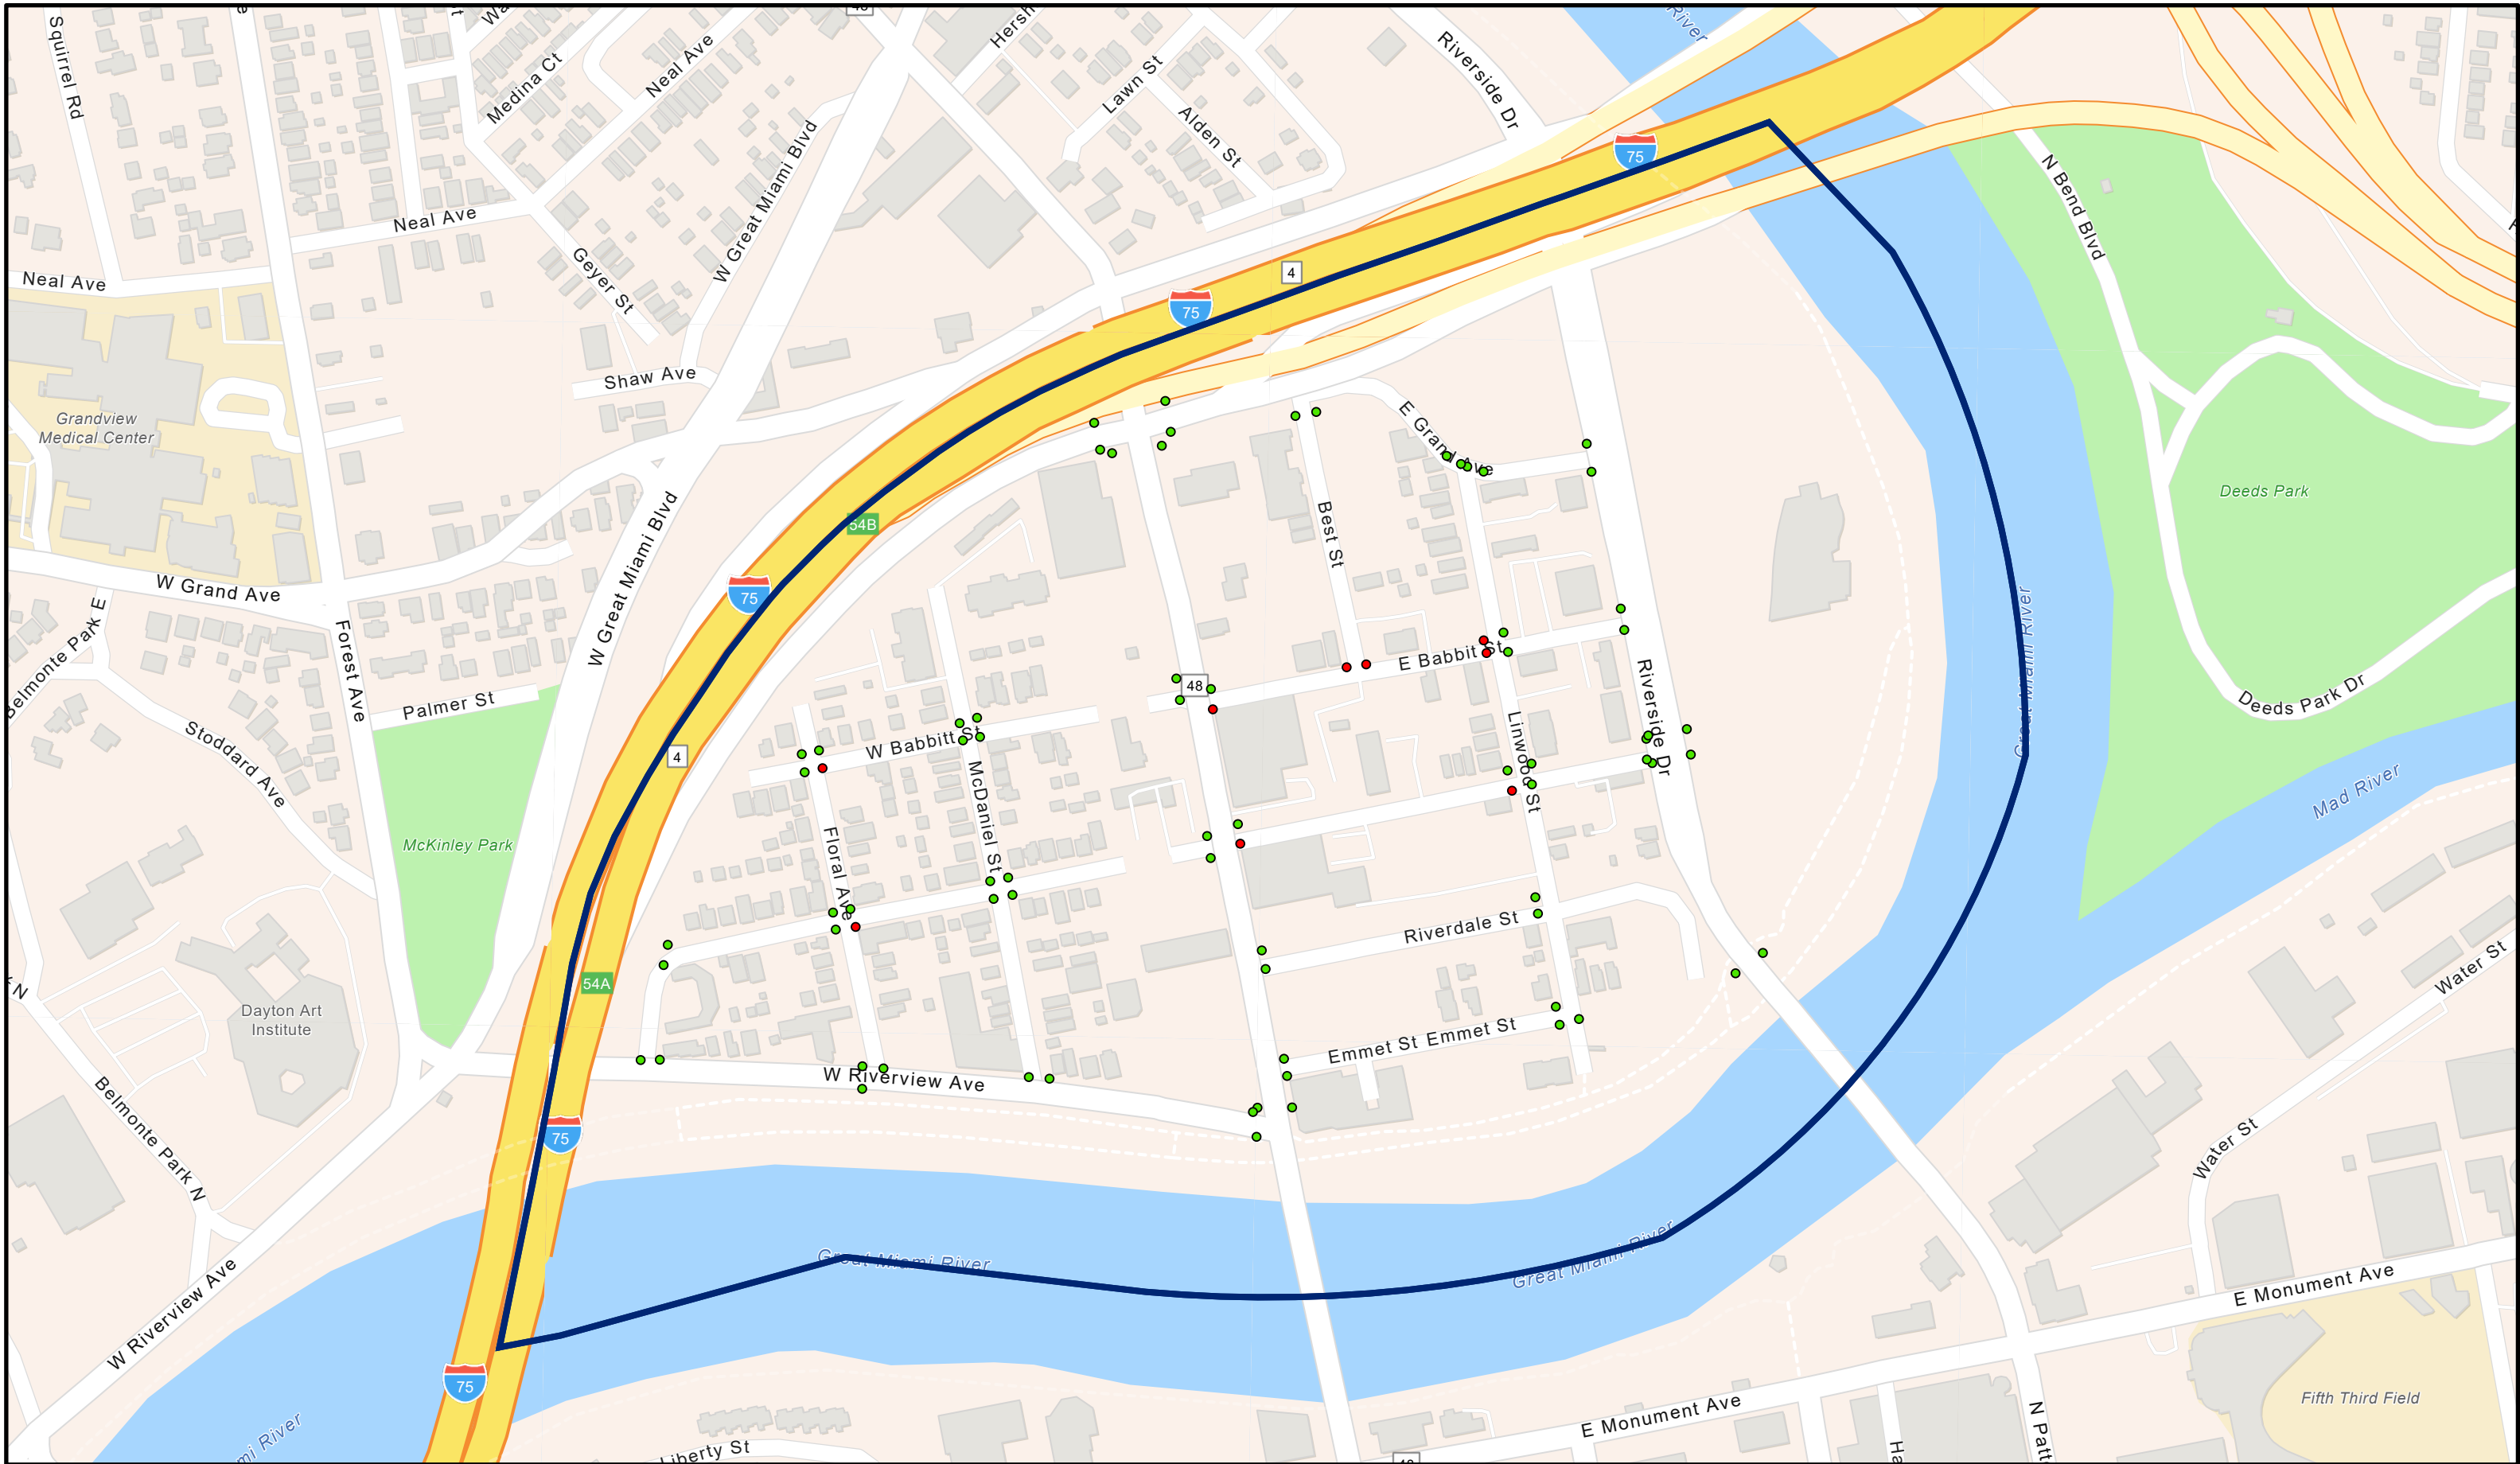 Squirrel Rd
Medina Ct
Neal Ave
Hersh
Lawn St
Alden St
Riverside Dr
River
W Great Miami Blvd
75
N Bend Blvd
Neal Ave
Neal Ave
Geyer St
4
75
Shaw Ave
Grandview
Medical Center
E Grand Ave
Deeds Park
W Great Miami Blvd
54B
Best St
W Grand Ave
75
Belmonte Park E
Forest Ave
E Babbit St
Great Miami River
Palmer St
48
Riverside Dr
Deeds Park Dr
Stoddard Ave
4
W Babbitt St
Linwood St
Mad River
McDaniel St
McKinley Park
Floral Ave
Riverdale St
54A
Water St
k N
Dayton Art
Institute
Emmet St Emmet St
W Riverview Ave
Belmonte Park N
75
Water St
Great Miami River
Great Miami River
W Riverview Ave
E Monument Ave
75
E Monument Ave
Fifth Third Field
N Patt
mi River
Liberty St
Ha